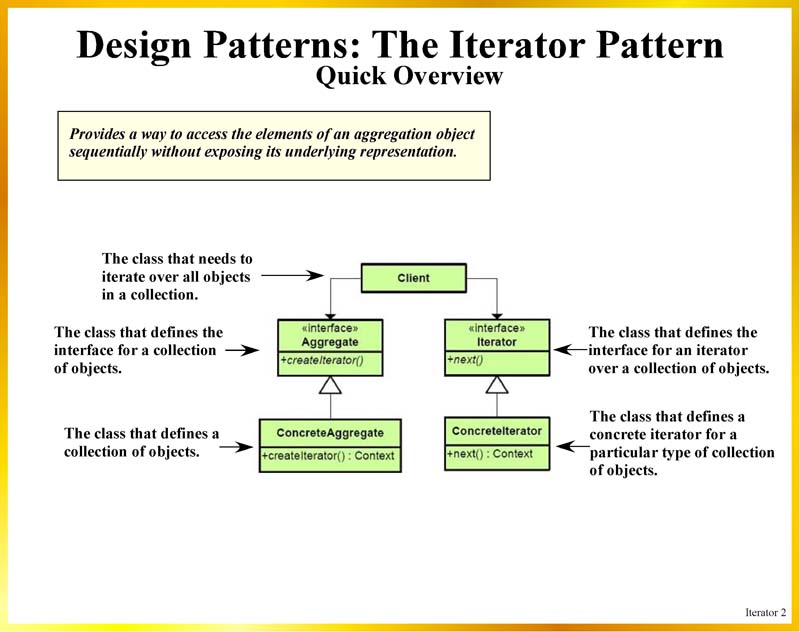 Design Patterns: The Iterator Pattern
Quick Overview
Provides a way to access the elements of an aggregation object
sequentially without exposing its underlying representation.
The class that needs to
iterate over all objects
in a collection.
Client
The class that defines the
interface for a collection
of objects.
«interface»
Aggregate
+createIterator()
«interface»
Iterator
+next()
The class that defines the
interface for an iterator
over a collection of objects.
The class that defines a
collection of objects.
ConcreteAggregate
+createIterator() : Context
ConcreteIterator
+next() : Context
The class that defines a
concrete iterator for a
particular type of collection
of objects.
Iterator 2